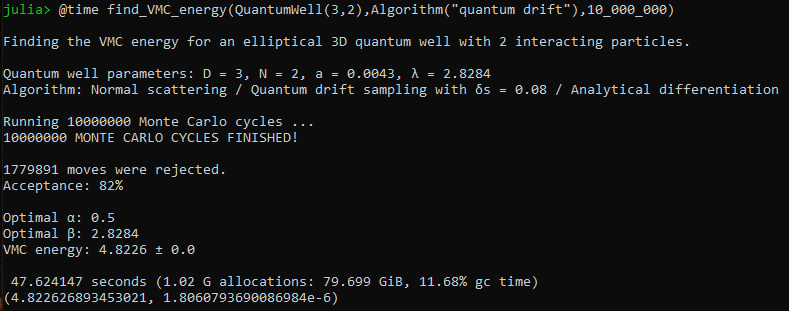 julia> @time find_VMC_energy(QuantumWell(3,2),Algorithm("quantum drift"),10_000_000)
Finding the VMC energy for an elliptical 3D quantum well with 2 interacting particles.
Quantum well parameters: D = 3, N = 2, a = 0.0043, λ = 2.8284
Algorithm: Normal scattering / Quantum drift sampling with δs = 0.08 / Analytical differentiation
Running 10000000 Monte Carlo cycles ...
10000000 MONTE CARLO CYCLES FINISHED!
1779891 moves were rejected.
Acceptance: 82%
Optimal α: 0.5
Optimal β: 2.8284
VMC energy: 4.8226 ± 0.0
47.624147 seconds (1.02 G allocations: 79.699 GiB, 11.68% gc time)
(4.822626893453021, 1.8060793690086984e-6)